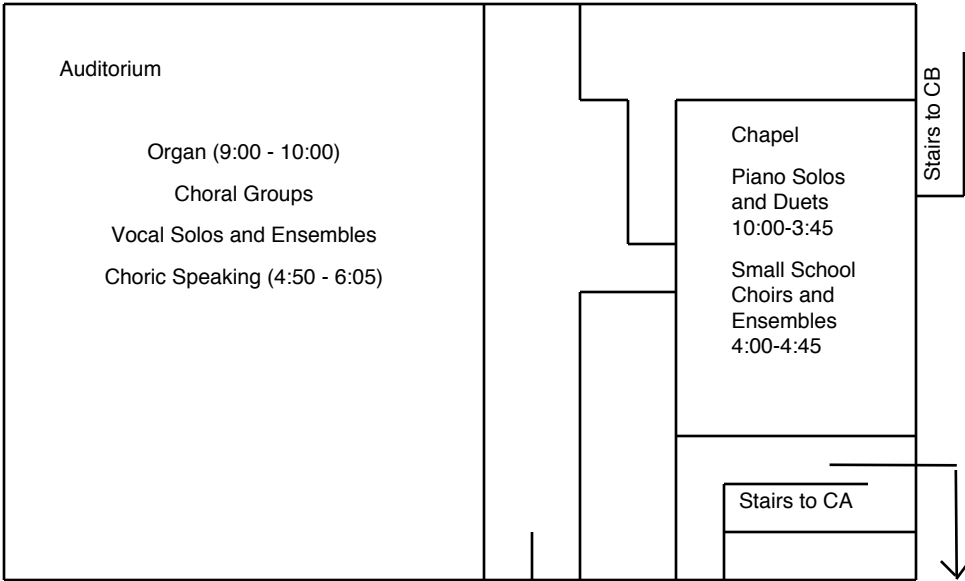 Auditorium
Organ (9:00 - 10:00)
Choral Groups
Vocal Solos and Ensembles
Choric Speaking (4:50 - 6:05)
Chapel
Piano Solos
and Duets
10:00-3:45
Small School
Choirs and
Ensembles
4:00-4:45
Stairs to CB
Stairs to CA